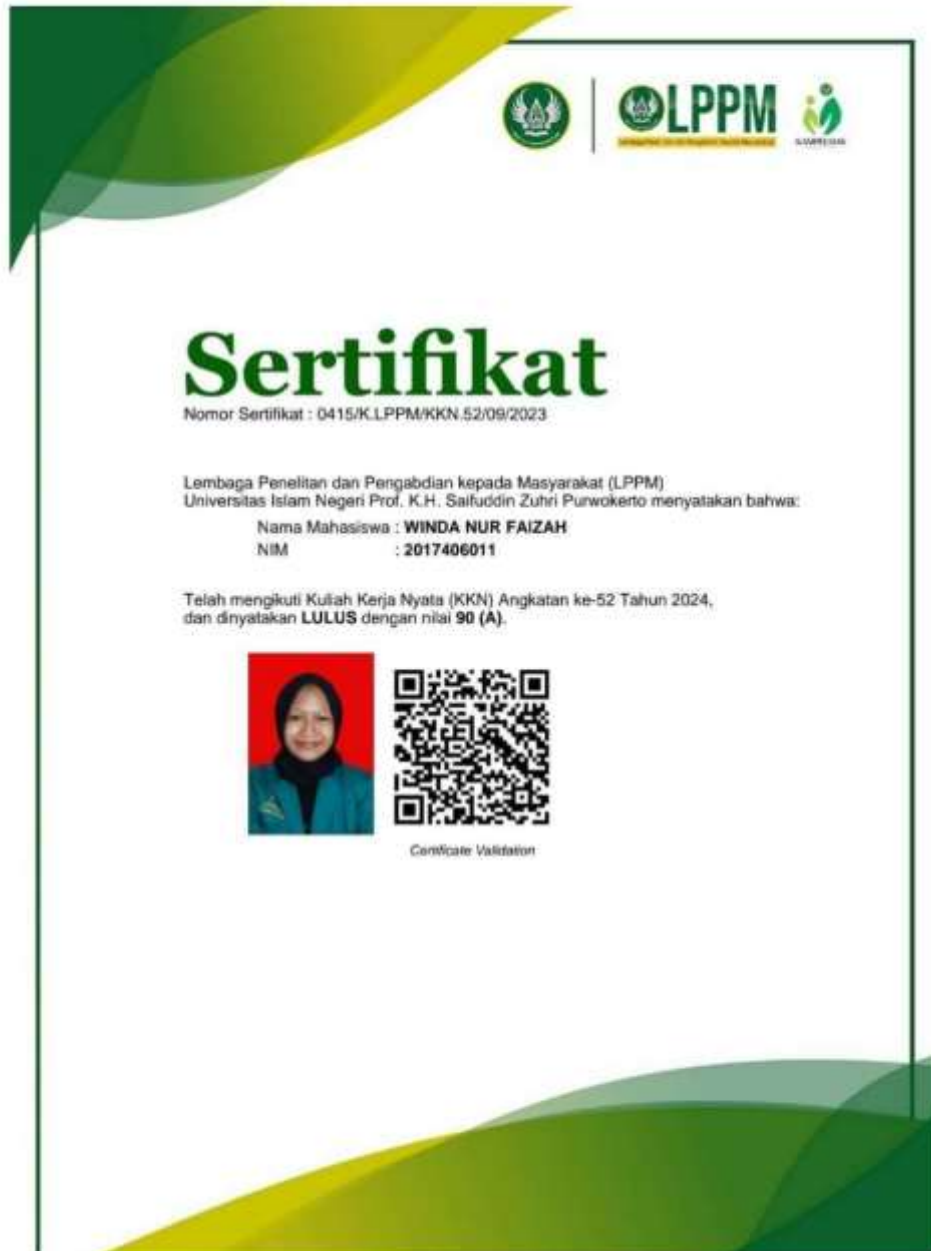 LPPM
Sertifikat
Nomor Sertifikat : 0415/K.LPPM/KKN.52/09/2023
Lembaga Penelitian dan Pengabdian kepada Masyarakat (LPPM)
Universitas Islam Negeri Prof. K.H. Saifuddin Zuhri Purwokerto menyatakan bahwa:
Nama Mahasiswa : WINDA NUR FAIZAH
NIM : 2017406011
Telah mengikuti Kuliah Kerja Nyata (KKN) Angkatan ke-52 Tahun 2024,
dan dinyatakan LULUS dengan nilai 90 (A).
Certificate Validation